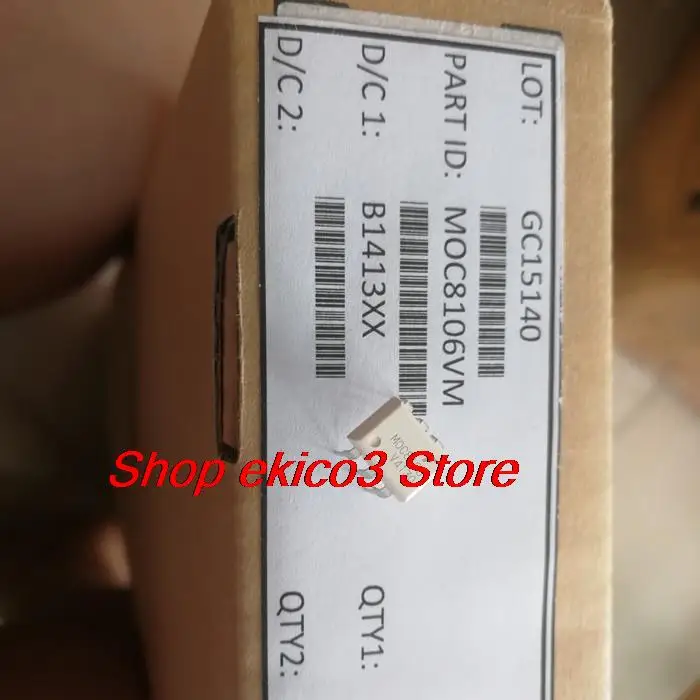 LOT: GC15140
PART ID: MOC8106VM
D/C 1: B1413XX QTY1:
D/C 2: QTY2:
Shop ekico3 Store